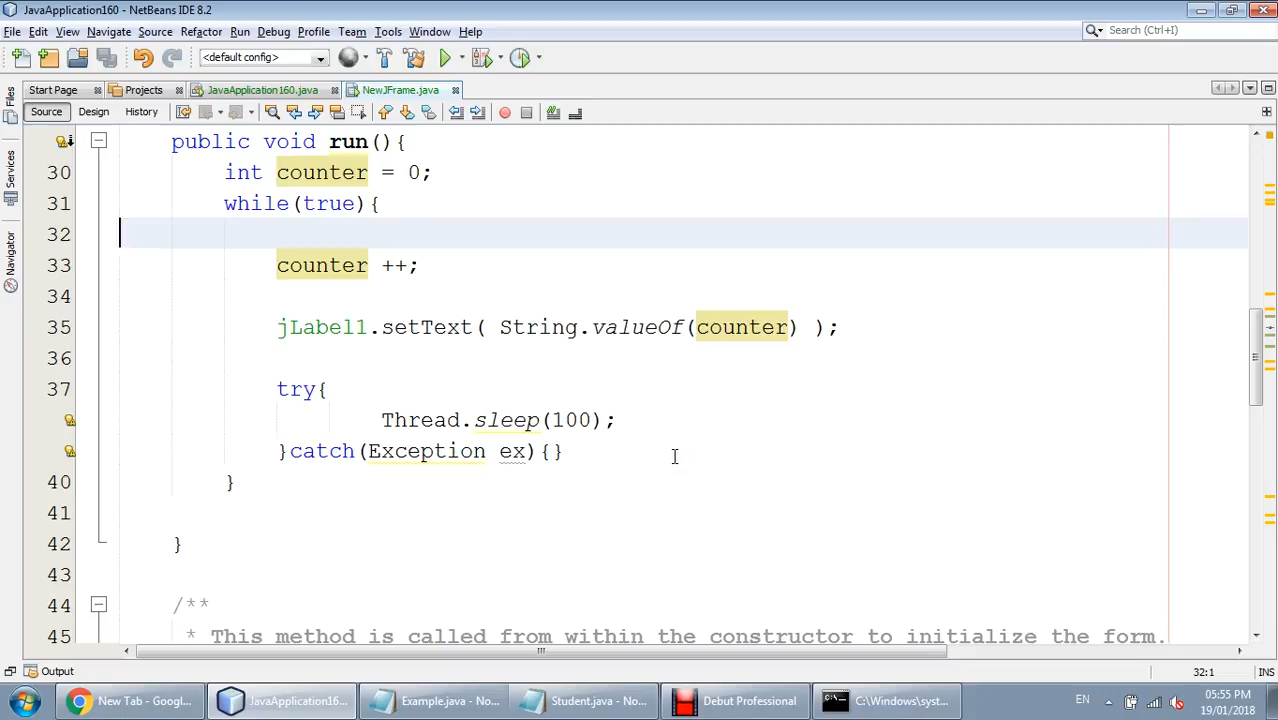 JavaApplication160 - NetBeans IDE 8.2
File Edit View Navigate Source Refactor Run Debug Profile Team Tools Window Help
Search (Ctrl+I)
<default config>
Start Page Projects JavaApplication160.java NewJFrame.java
Source Design History
Files
Services
Navigator
public void run(){
30 int counter = 0;
31 while(true){
32
33 counter ++;
34
35 jLabel1.setText( String.valueOf(counter) );
36
37 try{
Thread.sleep(100);
}catch(Exception ex){}
40 }
41
42 }
43
44 /**
45 * This method is called from within the constructor to initialize the form.
Output
32:1 INS
New Tab - Googl... JavaApplication16... Example.java - No... Student.java - No... Debut Professional C:\Windows\syst... EN 05:55 PM
19/01/2018